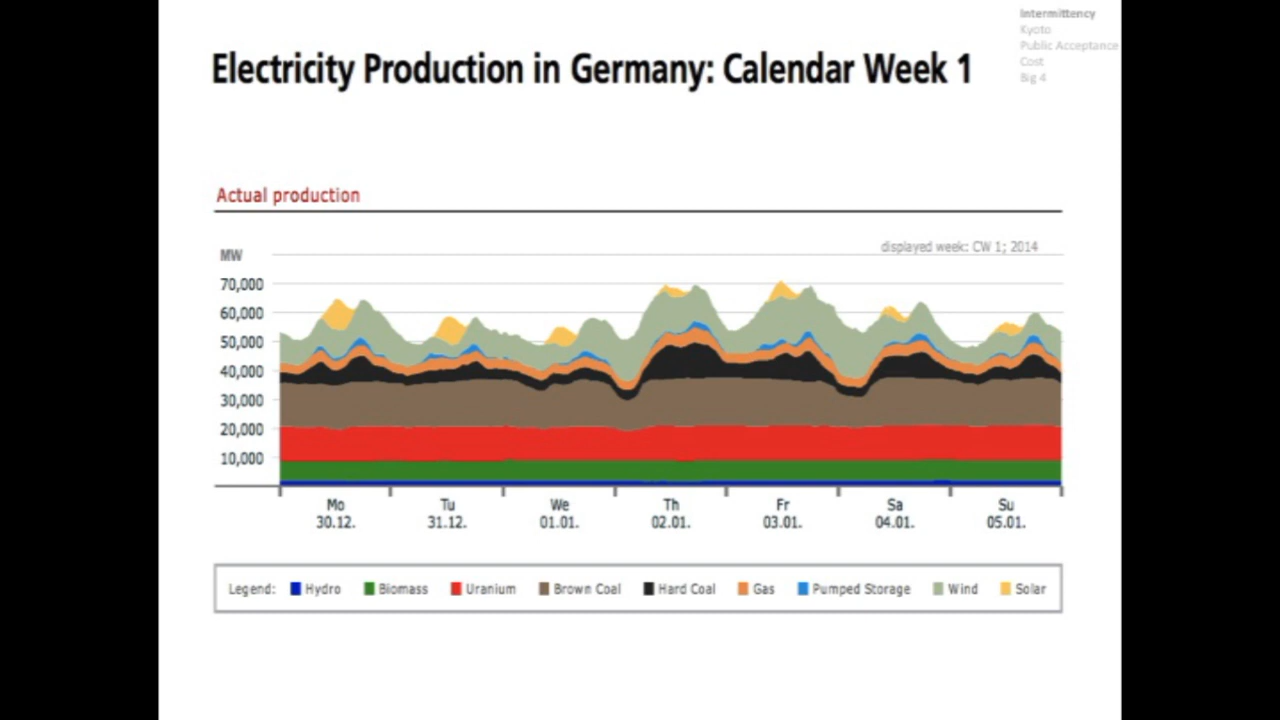 Intermittency
Kyoto
Public Acceptance
Cost
Big 4
Electricity Production in Germany: Calendar Week 1
Actual production
displayed week: CW 1; 2014
MW
70,000
60,000
50,000
40,000
30,000
20,000
10,000
Mo Tu We Th Fr Sa Su
30.12. 31.12. 01.01. 02.01. 03.01. 04.01. 05.01.
Legend: Hydro Biomass Uranium Brown Coal Hard Coal Gas Pumped Storage Wind Solar